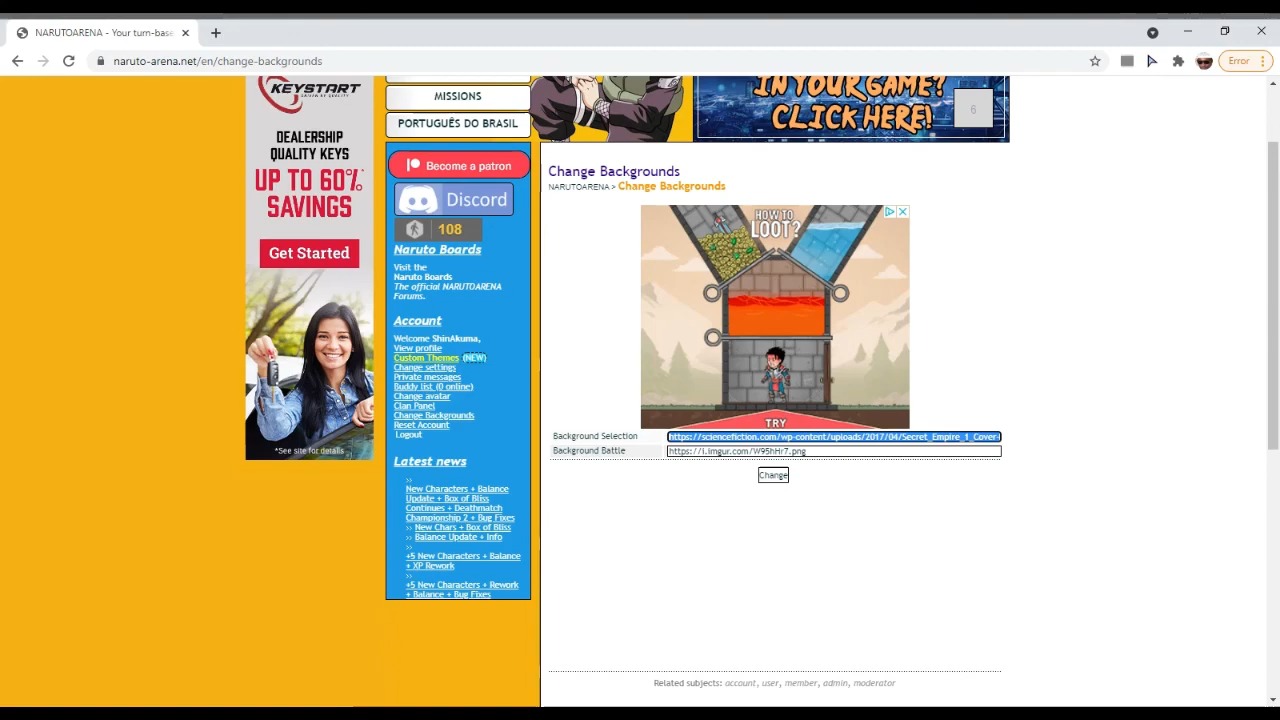 NARUTOARENA - Your turn-base
naruto-arena.net/en/change-backgrounds
Error
KEYSTART
DRIVEN BY QUALITY
DEALERSHIP
QUALITY KEYS
UP TO 60%*
SAVINGS
Get Started
*See site for details
MISSIONS
PORTUGUÊS DO BRASIL
Become a patron
Discord
108
Naruto Boards
Visit the
Naruto Boards
The official NARUTOARENA
Forums.
Account
Welcome ShinAkuma,
View profile
Custom Themes (NEW)
Change settings
Private messages
Buddy list (0 online)
Change avatar
Clan Panel
Change Backgrounds
Reset Account
Logout
Latest news
»
New Characters + Balance
Update + Box of Bliss
Continues + Deathmatch
Championship 2 + Bug Fixes
» New Chars + Box of Bliss
» Balance Update + Info
»
+5 New Characters + Balance
+ XP Rework
»
+5 New Characters + Rework
+ Balance + Bug Fixes
IN YOUR GAME?
CLICK HERE!
6
Change Backgrounds
NARUTOARENA > Change Backgrounds
HOW TO
LOOT?
TRY
Background Selection https://sciencefiction.com/wp-content/uploads/2017/04/Secret_Empire_1_Cover-
Background Battle https://i.imgur.com/W95hHr7.png
Change
Related subjects: account, user, member, admin, moderator